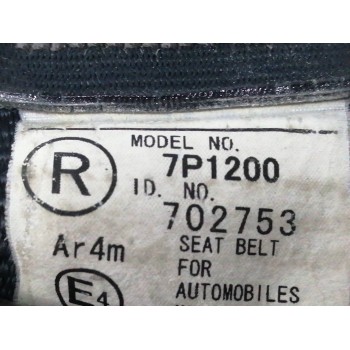 MODEL NO.
R 7P1200
ID. NO.
702753
Ar4m SEAT BELT
FOR
E4 AUTOMOBILES